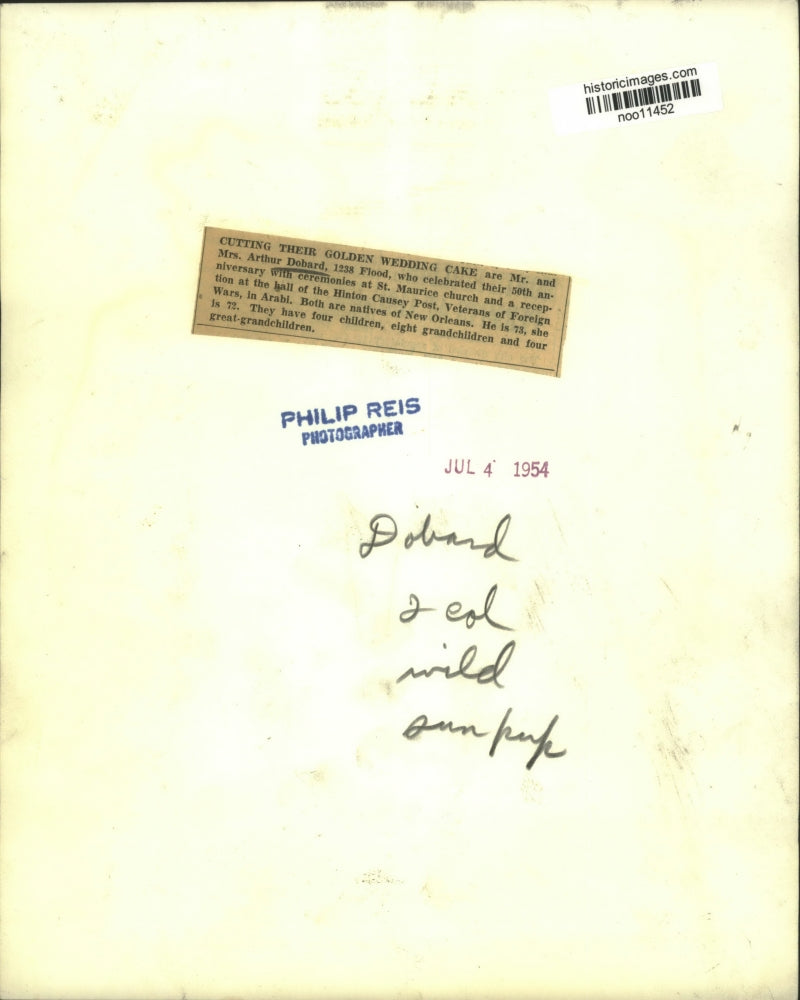 historicimages.com
noo11452
CUTTING THEIR GOLDEN WEDDING CAKE are Mr. and
Mrs. Arthur Dobard, 1238 Flood, who celebrated their 50th an-
niversary with ceremonies at St. Maurice church and a recep-
tion at the hall of the Hinton Causey Post, Veterans of Foreign
Wars, in Arabi. Both are natives of New Orleans. He is 73, she
is 72. They have four children, eight grandchildren and four
great-grandchildren.
PHILIP REIS
PHOTOGRAPHER
JUL 4 1954
Dobard
2 col
wild
sun pup